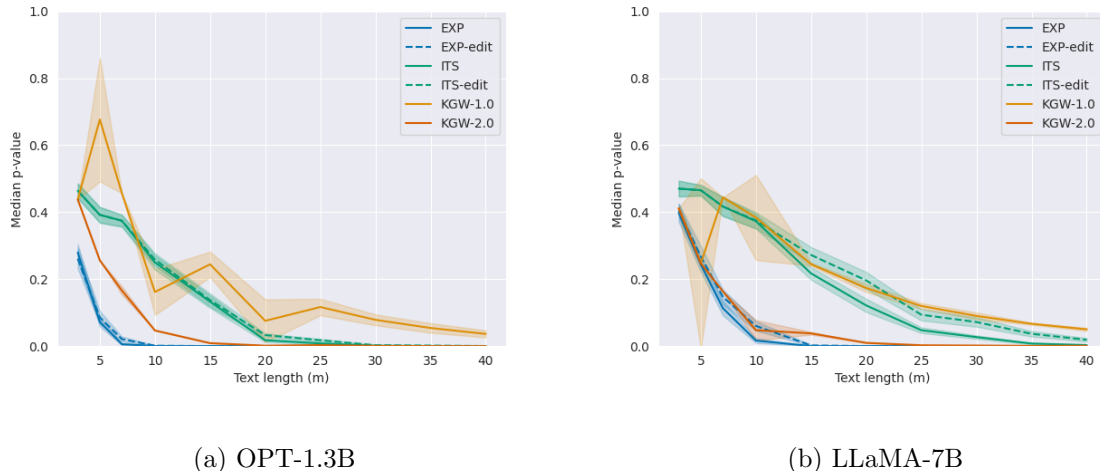 1.0
0.8
0.6
0.4
0.2
0.0
Median p-value
5 10 15 20 25 30 35 40
Text length (m)
EXP
EXP-edit
ITS
ITS-edit
KGW-1.0
KGW-2.0
(a) OPT-1.3B
1.0
0.8
0.6
0.4
0.2
0.0
Median p-value
5 10 15 20 25 30 35 40
Text length (m)
EXP
EXP-edit
ITS
ITS-edit
KGW-1.0
KGW-2.0
(b) LLaMA-7B